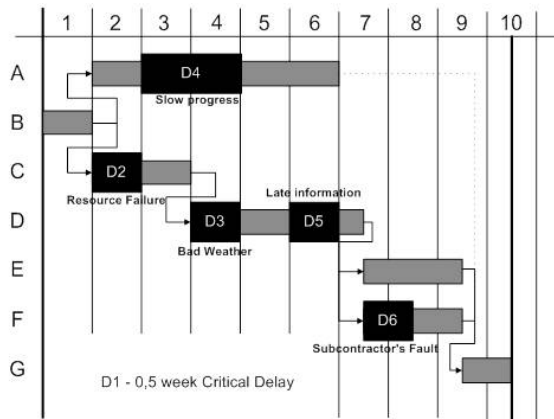 1 2 3 4 5 6 7 8 9 10
A D4
Slow progress
B
C D2 Late information
Resource Failure
D D3 D5
Bad Weather
E
F D6
Subcontractor's Fault
G
D1 - 0,5 week Critical Delay